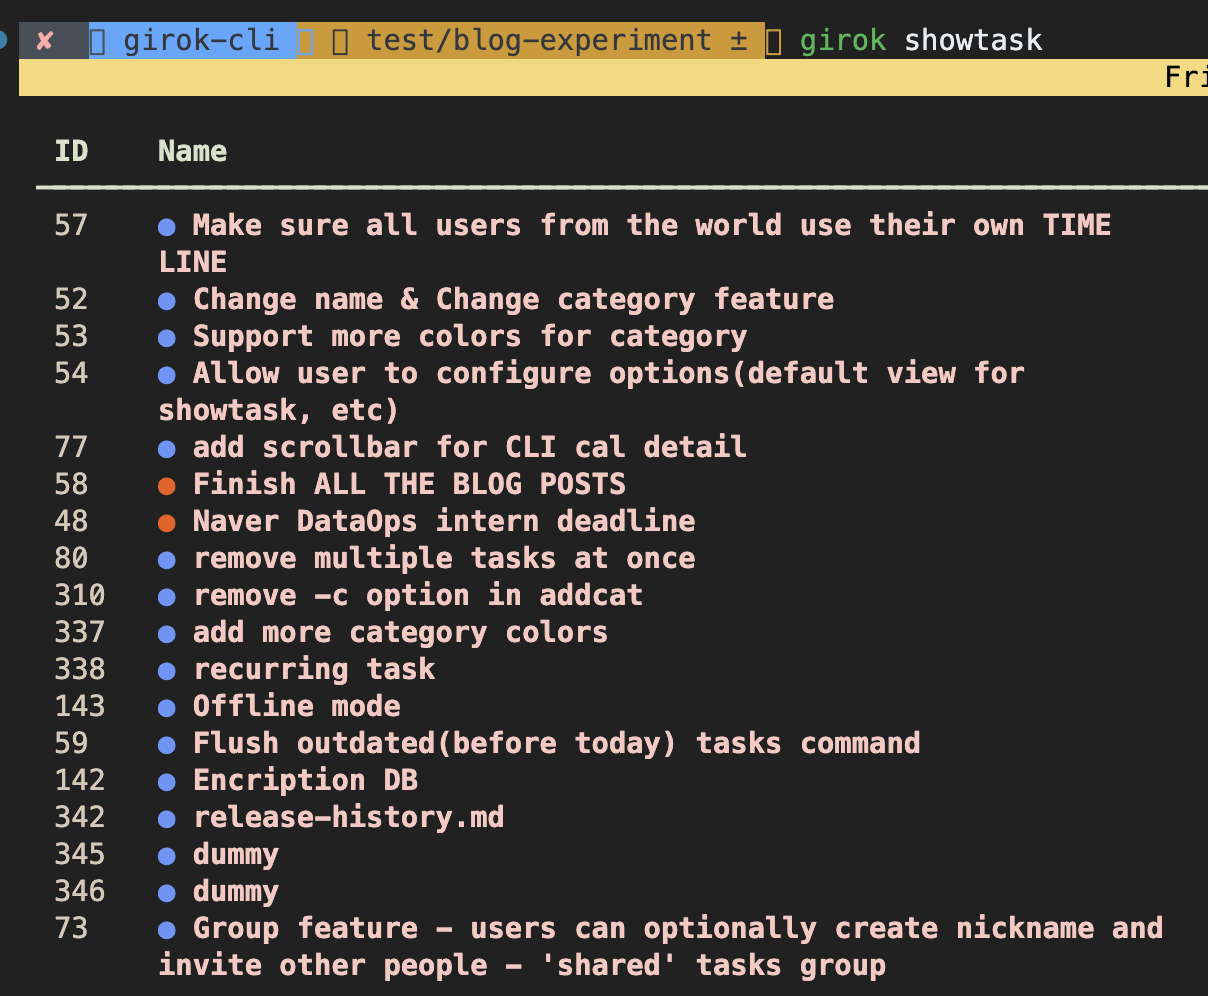 ✘ girok-cli test/blog-experiment ± girok showtask
Fri
ID Name
57 ● Make sure all users from the world use their own TIME
LINE
52 ● Change name & Change category feature
53 ● Support more colors for category
54 ● Allow user to configure options(default view for
showtask, etc)
77 ● add scrollbar for CLI cal detail
58 ● Finish ALL THE BLOG POSTS
48 ● Naver DataOps intern deadline
80 ● remove multiple tasks at once
310 ● remove -c option in addcat
337 ● add more category colors
338 ● recurring task
143 ● Offline mode
59 ● Flush outdated(before today) tasks command
142 ● Encription DB
342 ● release-history.md
345 ● dummy
346 ● dummy
73 ● Group feature - users can optionally create nickname and
invite other people - 'shared' tasks group